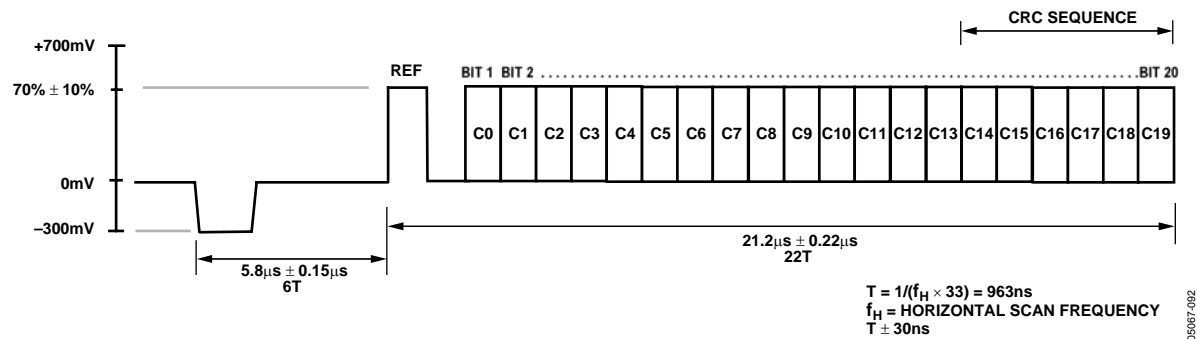 CRC SEQUENCE
+700mV
REF
BIT 1 BIT 2 BIT 20
70% ± 10%
C0 C1 C2 C3 C4 C5 C6 C7 C8 C9 C10 C11 C12 C13 C14 C15 C16 C17 C18 C19
0mV
–300mV
21.2µs ± 0.22µs
22T
5.8µs ± 0.15µs
6T
T = 1/(fH × 33) = 963ns
fH = HORIZONTAL SCAN FREQUENCY
T ± 30ns
05067-092